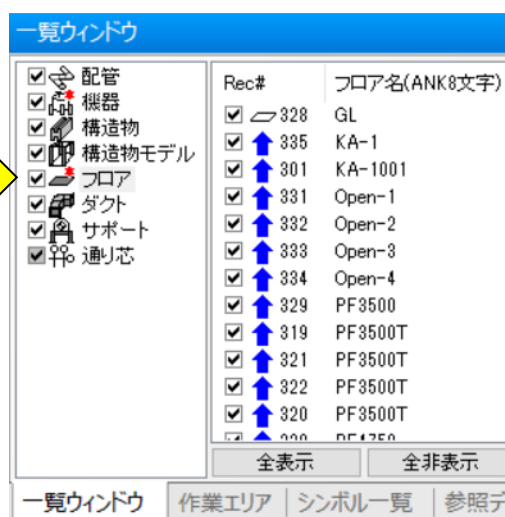 一覧ウィンドウ
配管
機器
構造物
構造物モデル
フロア
ダクト
サポート
通り芯
Rec# フロア名(ANK8文字)
328 GL
335 KA-1
301 KA-1001
331 Open-1
332 Open-2
333 Open-3
334 Open-4
329 PF3500
319 PF3500T
321 PF3500T
322 PF3500T
320 PF3500T
全表示 全非表示
一覧ウィンドウ 作業エリア シンボル一覧 参照デ